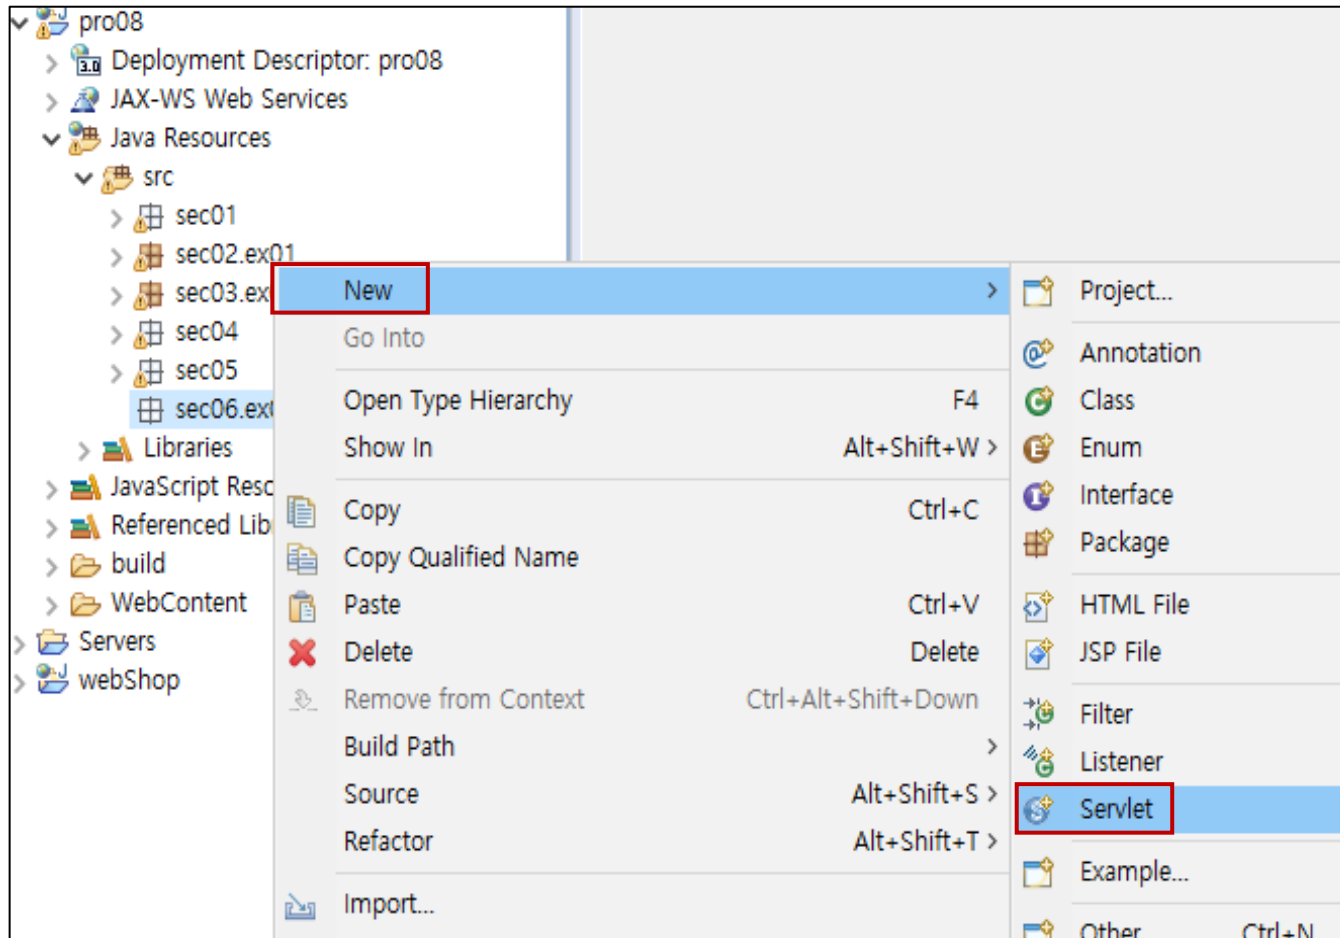 pro08
3.0
Deployment Descriptor: pro08
JAX-WS Web Services
Java Resources
src
sec01
sec02.ex01
sec03.ex
sec04
sec05
sec06.ex
Libraries
JavaScript Reso
Referenced Lib
build
WebContent
Servers
webShop
New
Go Into
Open Type Hierarchy F4
Show In Alt+Shift+W >
Copy Ctrl+C
Copy Qualified Name
Paste Ctrl+V
Delete Delete
Remove from Context Ctrl+Alt+Shift+Down
Build Path
Source Alt+Shift+S >
Refactor Alt+Shift+T >
Import...
Project...
Annotation
Class
Enum
Interface
Package
HTML File
JSP File
Filter
Listener
Servlet
Example...
Other Ctrl+N